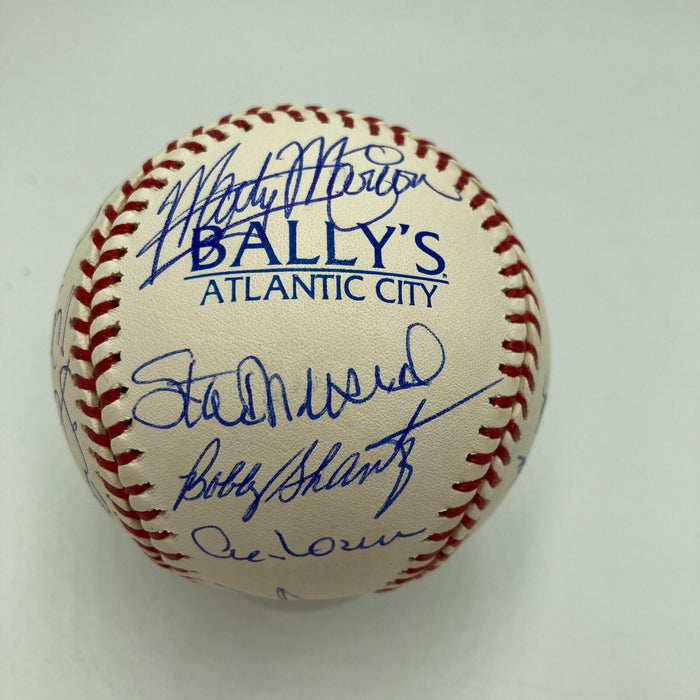 Marty Marion
BALLY'S
ATLANTIC CITY
Stan Musial
Bobby Shantz